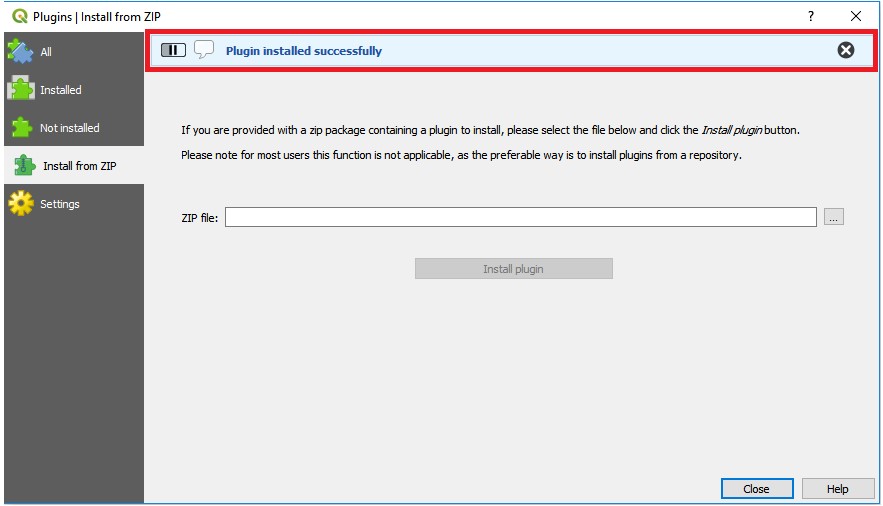 Plugins | Install from ZIP
?
All
Installed
Not installed
Install from ZIP
Settings
Plugin installed successfully
If you are provided with a zip package containing a plugin to install, please select the file below and click the Install plugin button.
Please note for most users this function is not applicable, as the preferable way is to install plugins from a repository.
ZIP file:
...
Install plugin
Close
Help